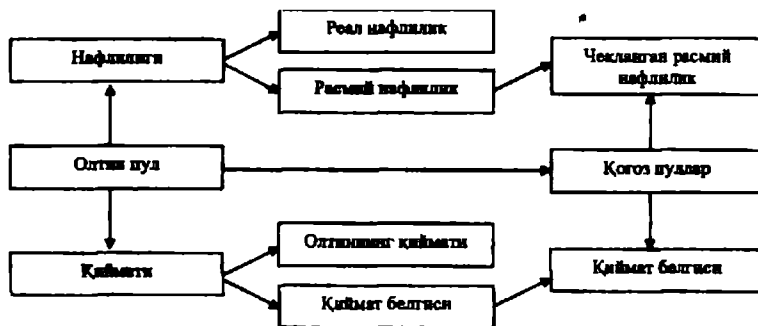 Реал нафлилик
Нафлилиги
Чекланган расмий
нафлилик
Расмий нафлилик
Олтин пул
Қоғоз пуллар
Олтиннинг қиймати
Қиймати
Қиймат белгиси
Қиймат белгиси